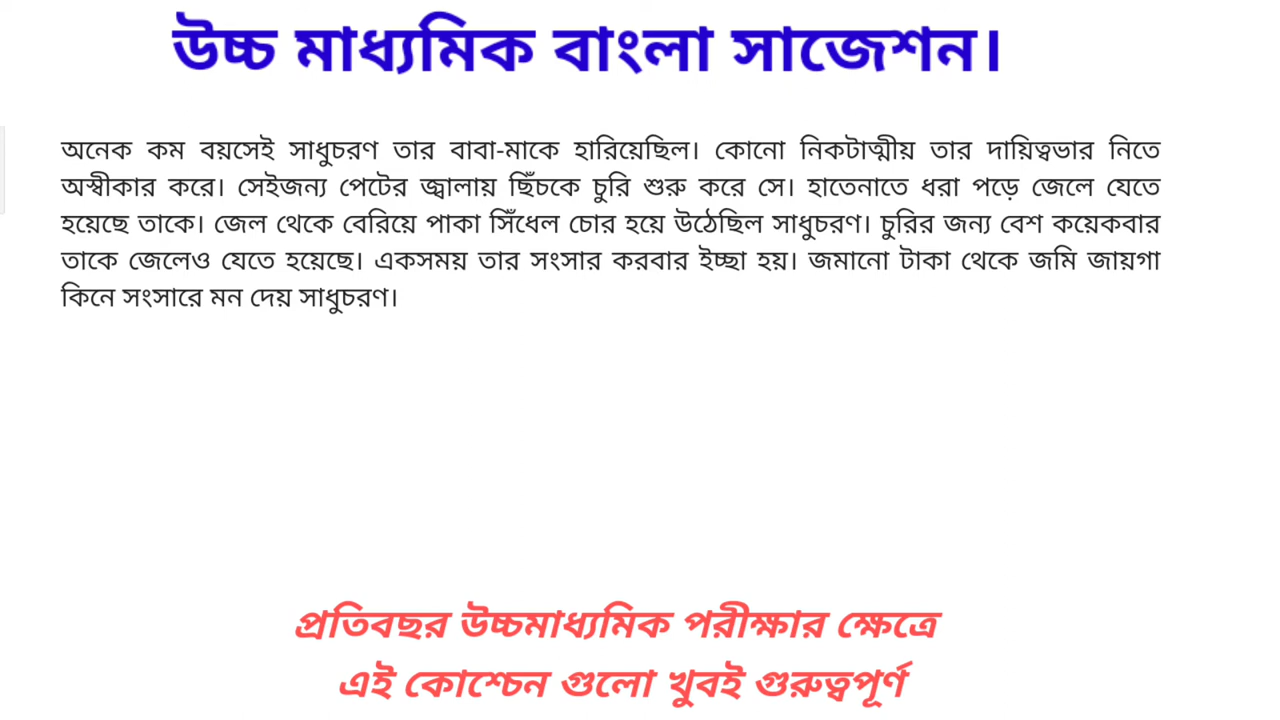 উচ্চ মাধ্যমিক বাংলা সাজেশন।
অনেক কম বয়সেই সাধুচরণ তার বাবা-মাকে হারিয়েছিল। কোনো নিকটাত্মীয় তার দায়িত্বভার নিতে
অস্বীকার করে। সেইজন্য পেটের জ্বালায় ছিঁচকে চুরি শুরু করে সে। হাতেনাতে ধরা পড়ে জেলে যেতে
হয়েছে তাকে। জেল থেকে বেরিয়ে পাকা সিঁধেল চোর হয়ে উঠেছিল সাধুচরণ। চুরির জন্য বেশ কয়েকবার
তাকে জেলেও যেতে হয়েছে। একসময় তার সংসার করবার ইচ্ছা হয়। জমানো টাকা থেকে জমি জায়গা
কিনে সংসারে মন দেয় সাধুচরণ।
প্রতিবছর উচ্চমাধ্যমিক পরীক্ষার ক্ষেত্রে
এই কোশ্চেন গুলো খুবই গুরুত্বপূর্ণ